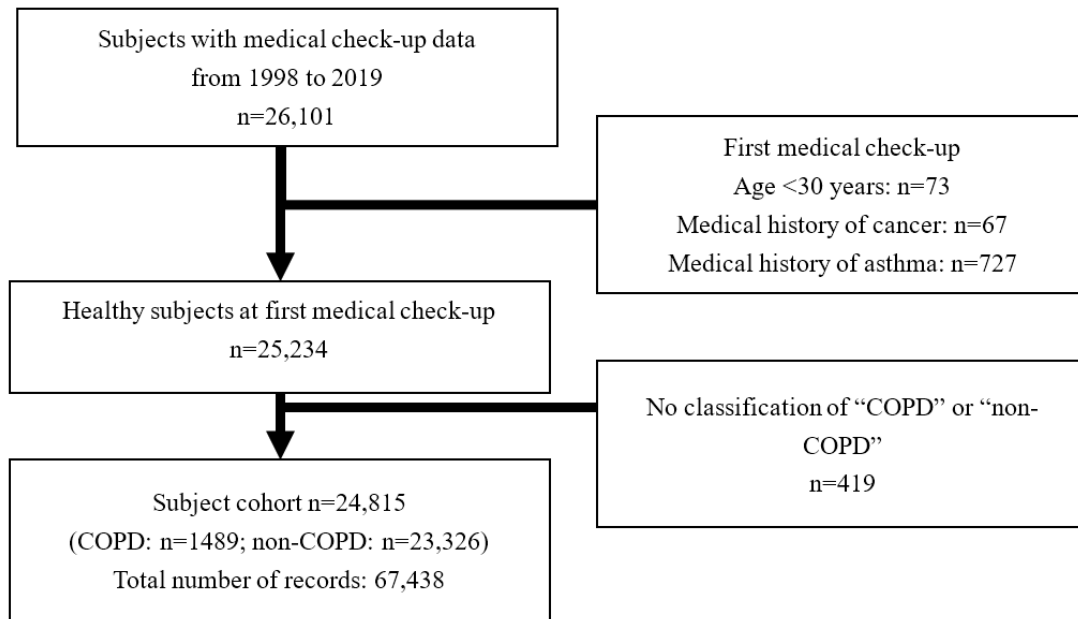 Subjects with medical check-up data
from 1998 to 2019
n=26,101
First medical check-up
Age <30 years: n=73
Medical history of cancer: n=67
Medical history of asthma: n=727
Healthy subjects at first medical check-up
n=25,234
No classification of “COPD” or “non-
COPD”
n=419
Subject cohort n=24,815
(COPD: n=1489; non-COPD: n=23,326)
Total number of records: 67,438